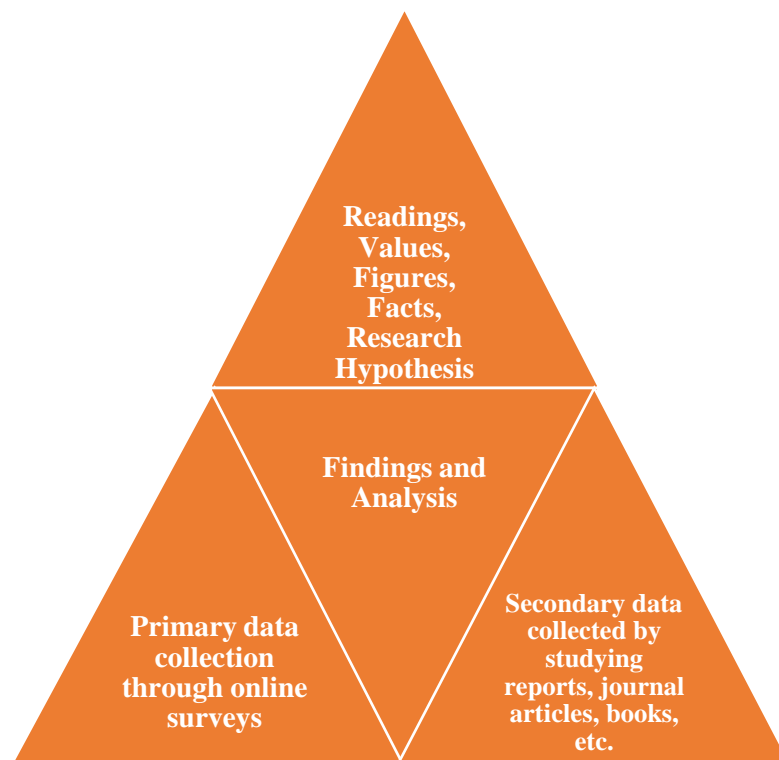 Readings,
Values,
Figures,
Facts,
Research
Hypothesis
Findings and
Analysis
Primary data
collection
through online
surveys
Secondary data
collected by
studying
reports, journal
articles, books,
etc.